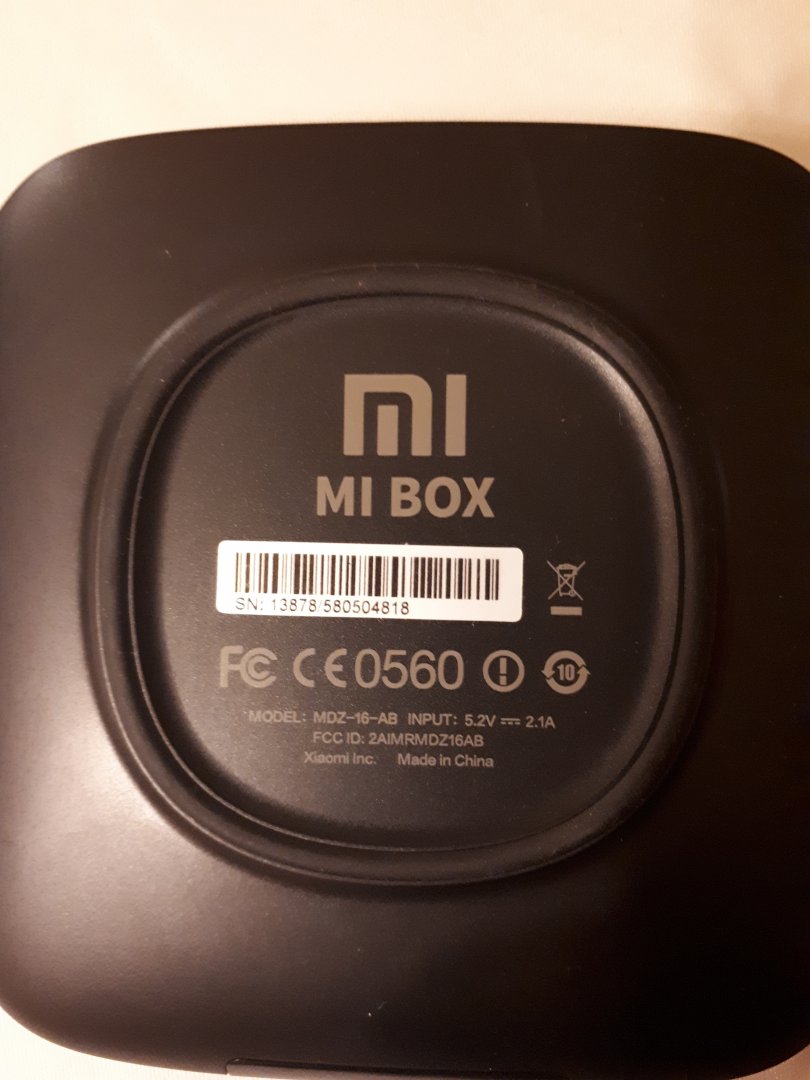 MI
MI BOX
SN: 13878/580504818
FC CE0560 ! 10
MODEL: MDZ-16-AB INPUT: 5.2V ⎓ 2.1A
FCC ID: 2AIMRMDZ16AB
Xiaomi Inc. Made in China